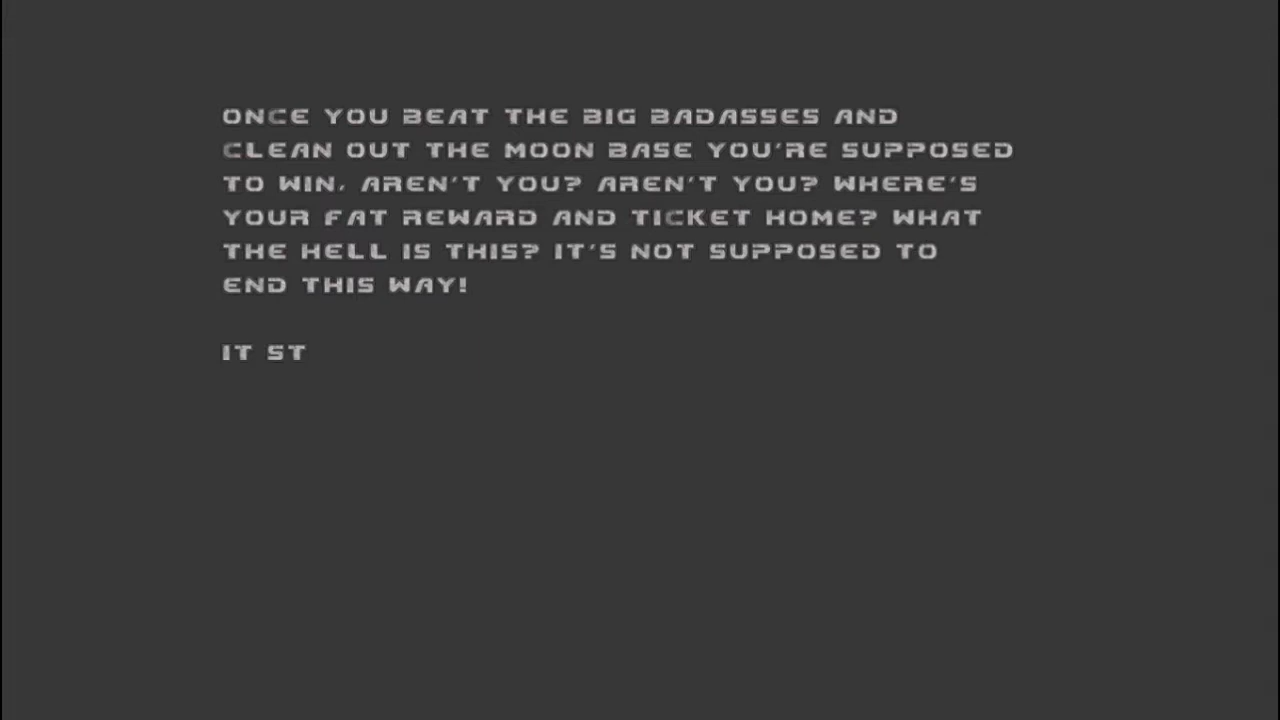 ONCE YOU BEAT THE BIG BADASSES AND
CLEAN OUT THE MOON BASE YOU'RE SUPPOSED
TO WIN, AREN'T YOU? AREN'T YOU? WHERE'S
YOUR FAT REWARD AND TICKET HOME? WHAT
THE HELL IS THIS? IT'S NOT SUPPOSED TO
END THIS WAY!
IT ST